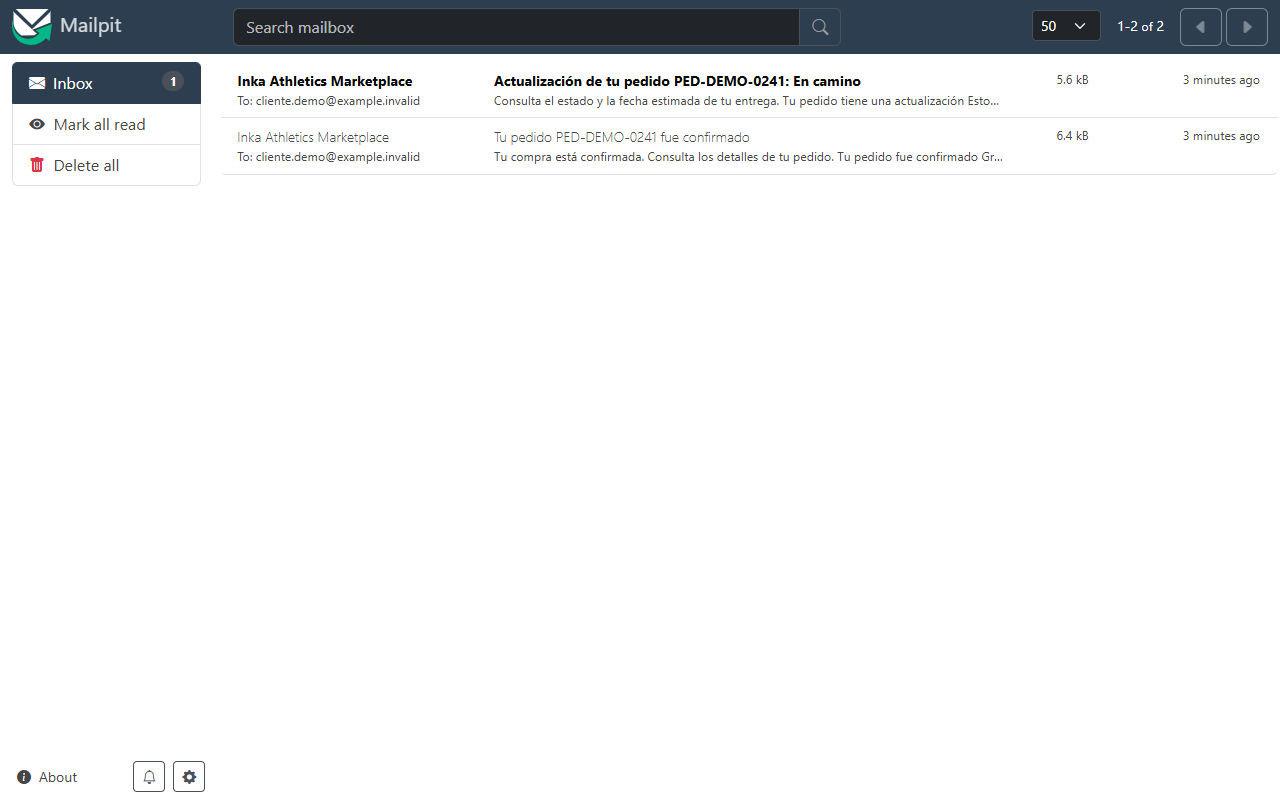 Mailpit
Search mailbox
50
1-2 of 2
Inbox
1
Mark all read
Delete all
Inka Athletics Marketplace
To: cliente.demo@example.invalid
Actualización de tu pedido PED-DEMO-0241: En camino
Consulta el estado y la fecha estimada de tu entrega. Tu pedido tiene una actualización Esto...
5.6 kB
3 minutes ago
Inka Athletics Marketplace
To: cliente.demo@example.invalid
Tu pedido PED-DEMO-0241 fue confirmado
Tu compra está confirmada. Consulta los detalles de tu pedido. Tu pedido fue confirmado Gr...
6.4 kB
3 minutes ago
About